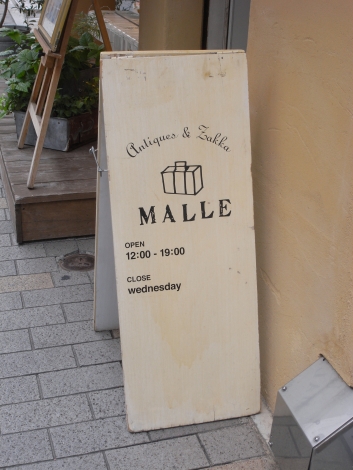 Antiques & Zakka
MALLE
OPEN
12:00 - 19:00
CLOSE
wednesday